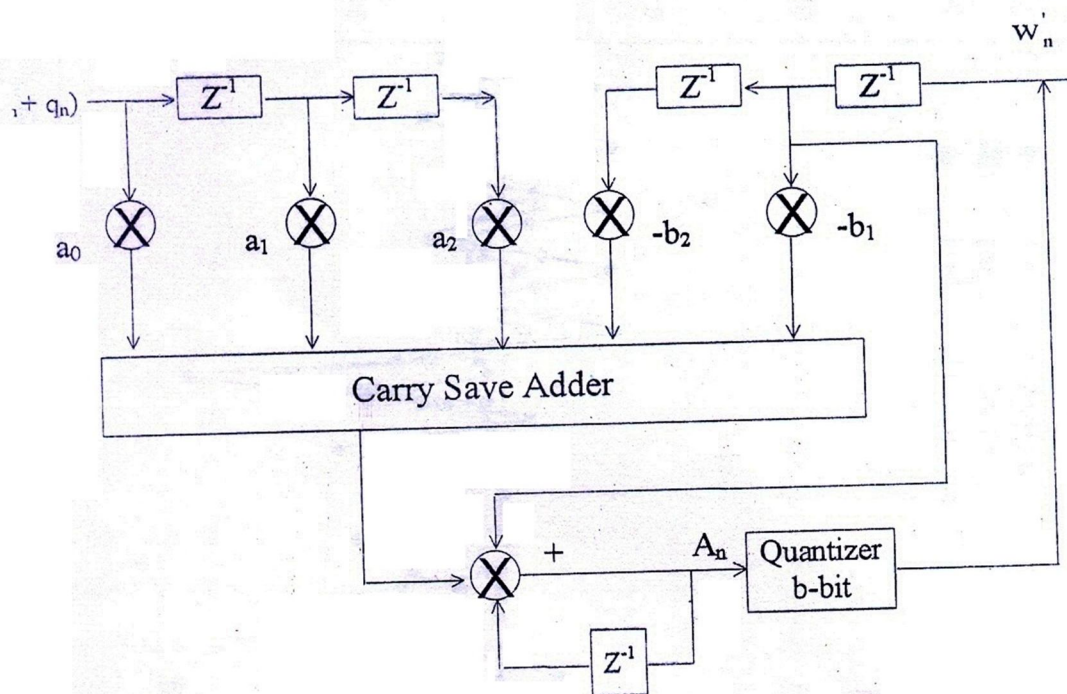 w'n
Z⁻¹
Z⁻¹
Z⁻¹
Z⁻¹
, + qₙ)
a₀
a₁
a₂
-b₂
-b₁
Carry Save Adder
+
Aₙ
Quantizer
b-bit
Z⁻¹